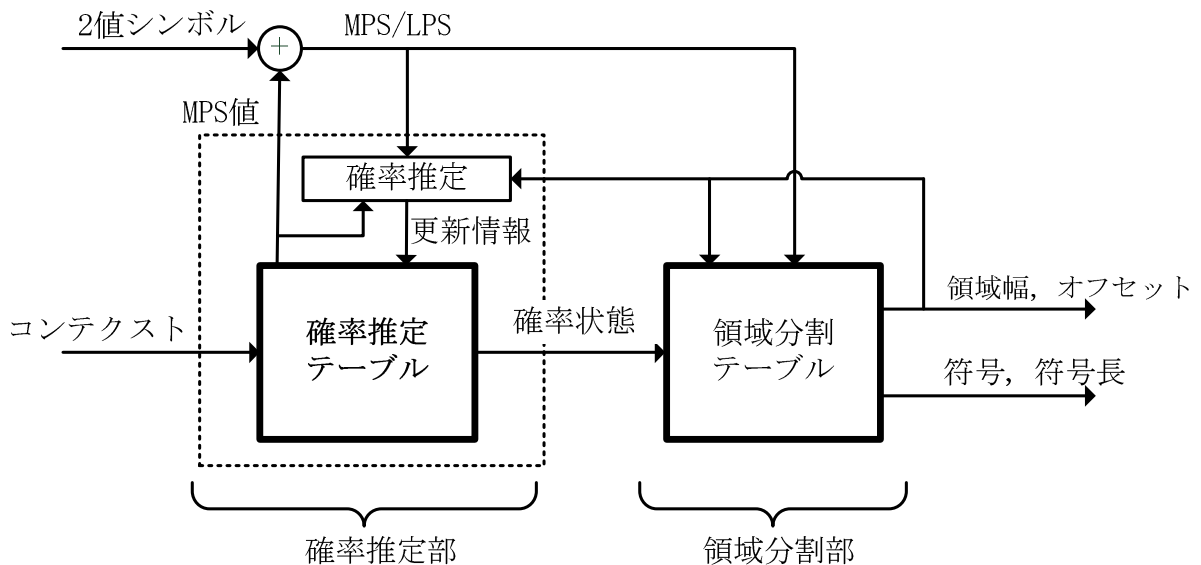 2値シンボル
+
MPS/LPS
MPS値
確率推定
更新情報
コンテクスト
確率推定
テーブル
確率状態
領域分割
テーブル
領域幅, オフセット
符号, 符号長
確率推定部
領域分割部